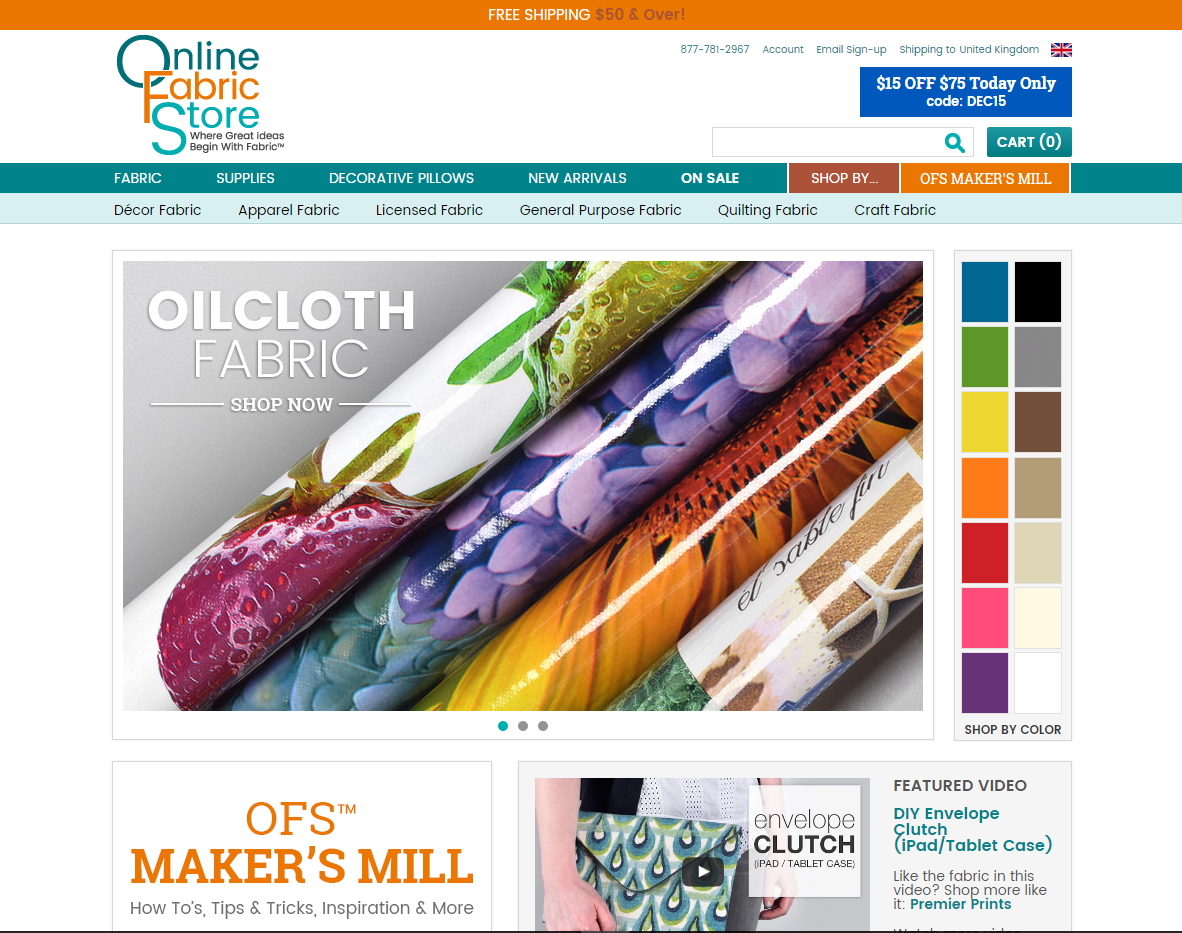 FREE SHIPPING $50 & Over!
Online
Fabric
Store
Where Great Ideas
Begin With Fabric™
877-781-2967 Account Email Sign-up Shipping to United Kingdom
$15 OFF $75 Today Only
code: DEC15
CART (0)
FABRIC SUPPLIES DECORATIVE PILLOWS NEW ARRIVALS ON SALE SHOP BY... OFS MAKER'S MILL
Décor Fabric Apparel Fabric Licensed Fabric General Purpose Fabric Quilting Fabric Craft Fabric
OILCLOTH
FABRIC
SHOP NOW
et sable fin
SHOP BY COLOR
OFS™
MAKER'S MILL
How To's, Tips & Tricks, Inspiration & More
envelope
CLUTCH
(iPAD / TABLET CASE)
FEATURED VIDEO
DIY Envelope
Clutch
(iPad/Tablet Case)
Like the fabric in this
video? Shop more like
it: Premier Prints